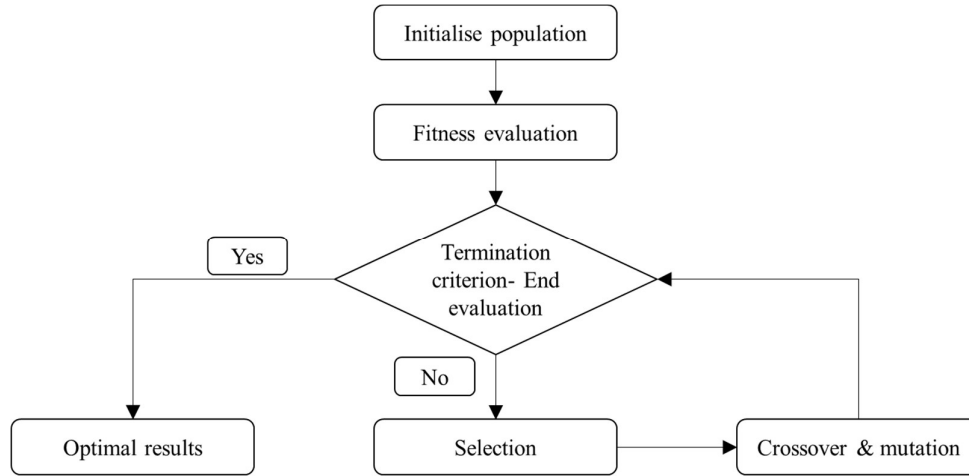 Initialise population
Fitness evaluation
Termination
criterion- End
evaluation
Yes
No
Optimal results
Selection
Crossover & mutation